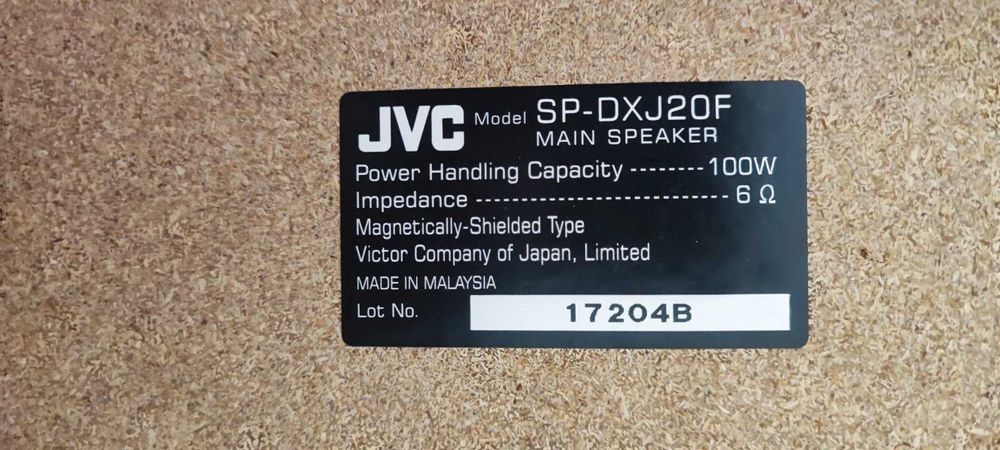 JVC Model SP-DXJ20F
MAIN SPEAKER
Power Handling Capacity --------100W
Impedance --------------------------- 6 Ω
Magnetically-Shielded Type
Victor Company of Japan, Limited
MADE IN MALAYSIA
Lot No. 17204B